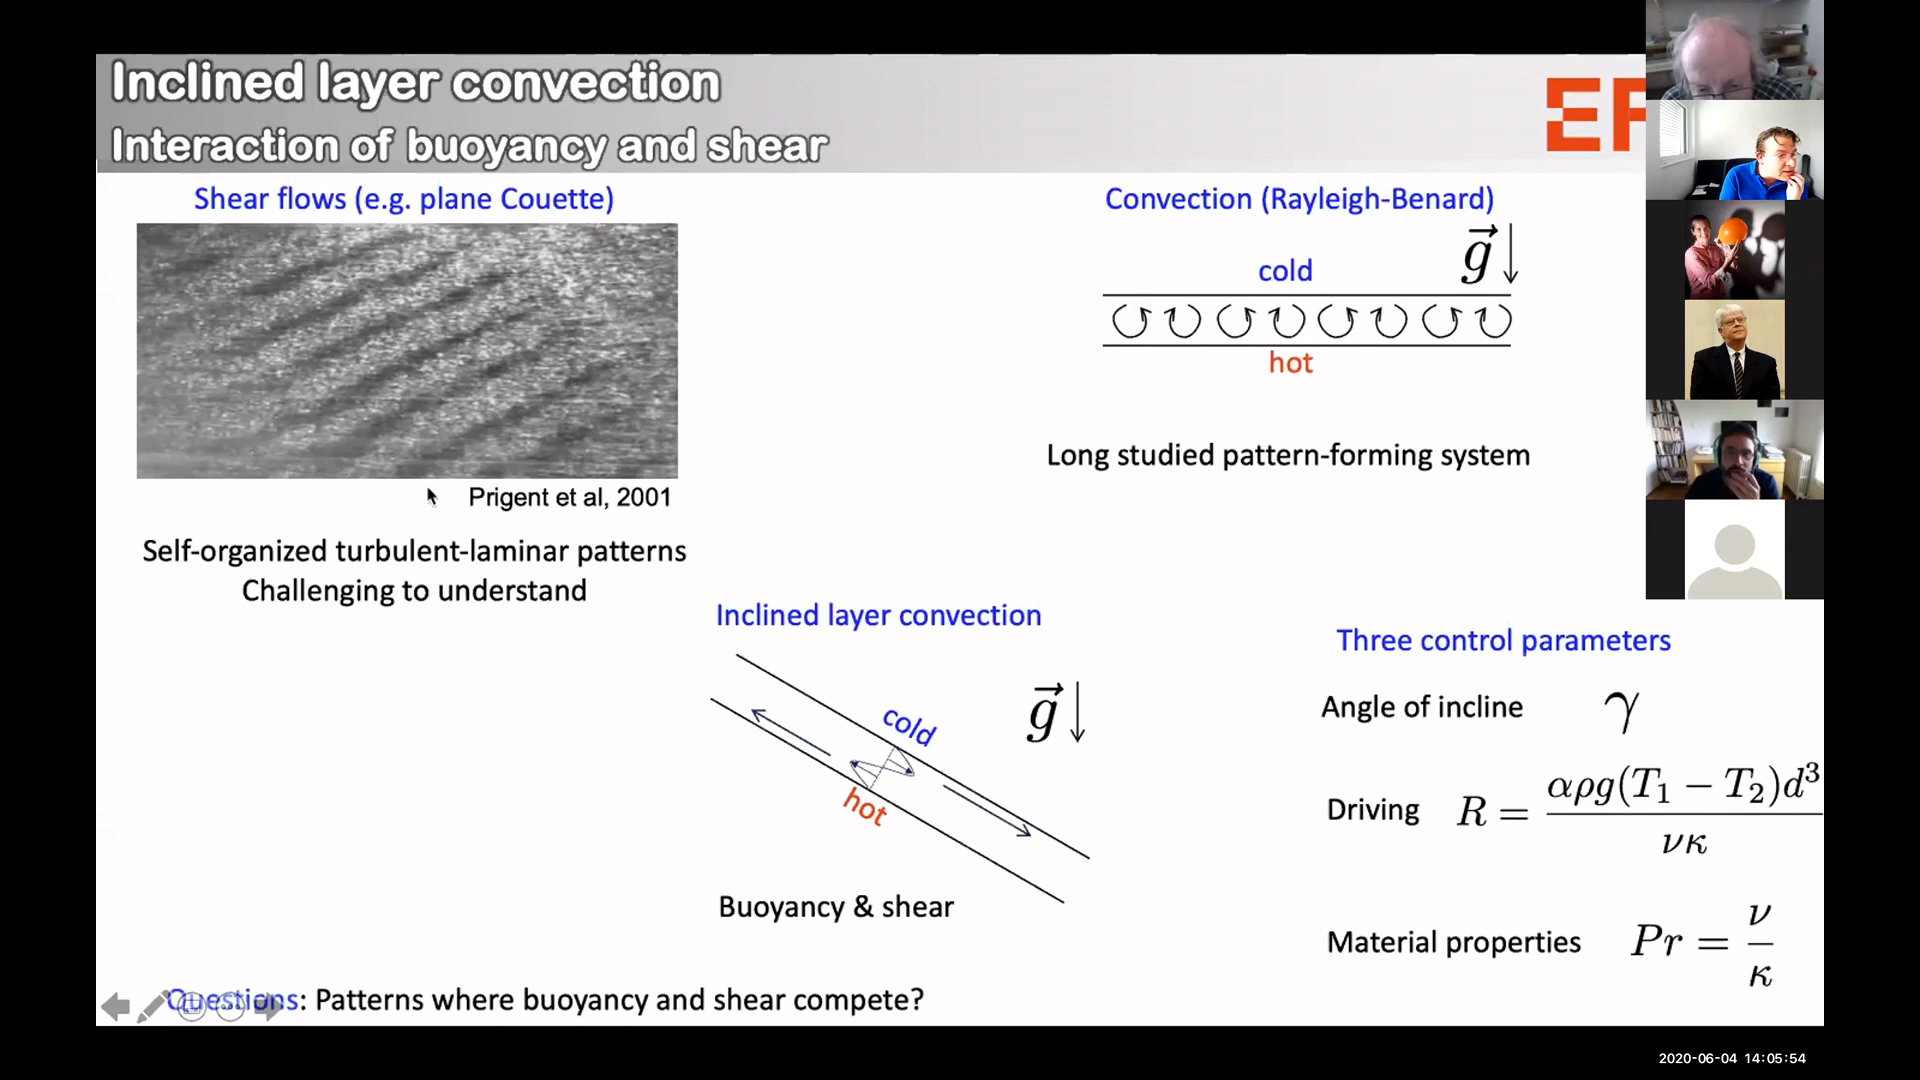 Inclined layer convection
Interaction of buoyancy and shear
EP
Shear flows (e.g. plane Couette)
Prigent et al, 2001
Self-organized turbulent-laminar patterns
Challenging to understand
Convection (Rayleigh-Benard)
g⃗ ↓
cold
hot
Long studied pattern-forming system
Inclined layer convection
g⃗ ↓
cold
hot
Buoyancy & shear
Three control parameters
Angle of incline γ
Driving R = αρg(T₁ − T₂)d³ / νκ
Material properties Pr = ν / κ
Questions: Patterns where buoyancy and shear compete?
2020-06-04 14:05:54